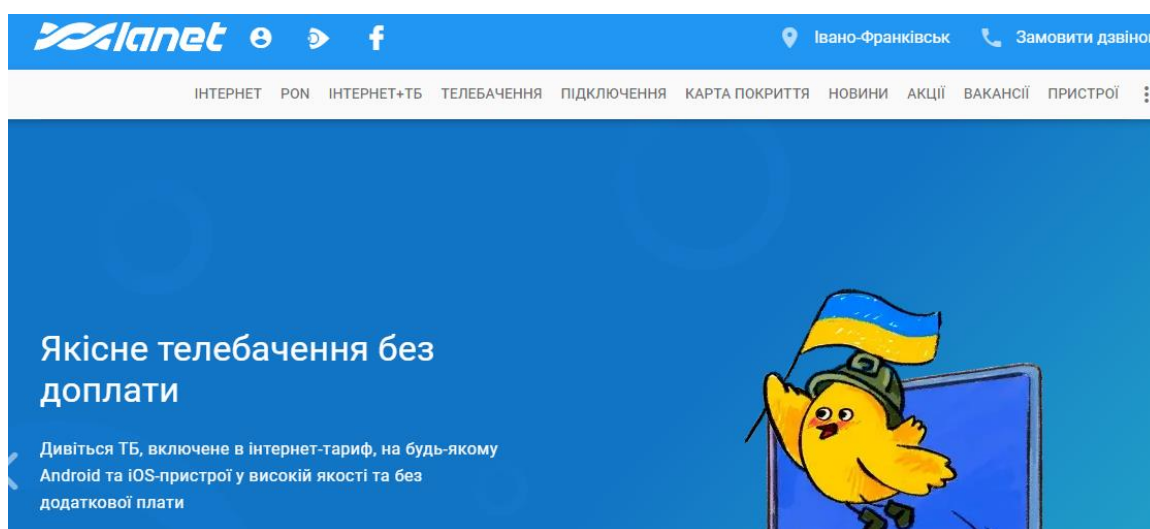 lanet
Івано-Франківськ
Замовити дзвінок
ІНТЕРНЕТ PON ІНТЕРНЕТ+ТБ ТЕЛЕБАЧЕННЯ ПІДКЛЮЧЕННЯ КАРТА ПОКРИТТЯ НОВИНИ АКЦІЇ ВАКАНСІЇ ПРИСТРОЇ
Якісне телебачення без
доплати
Дивіться ТБ, включене в інтернет-тариф, на будь-якому
Android та iOS-пристрої у високій якості та без
додаткової плати